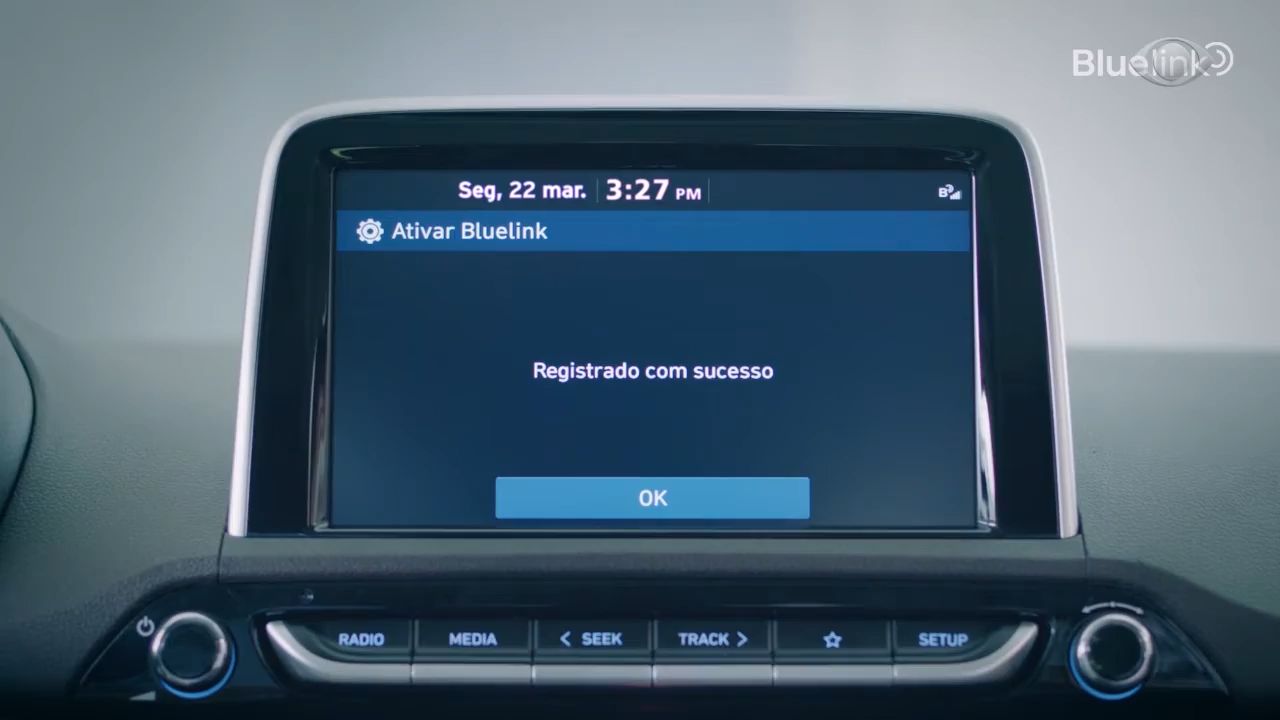 Bluelink
Seg, 22 mar. 3:27 PM
Ativar Bluelink
Registrado com sucesso
OK
RADIO MEDIA < SEEK TRACK > SETUP